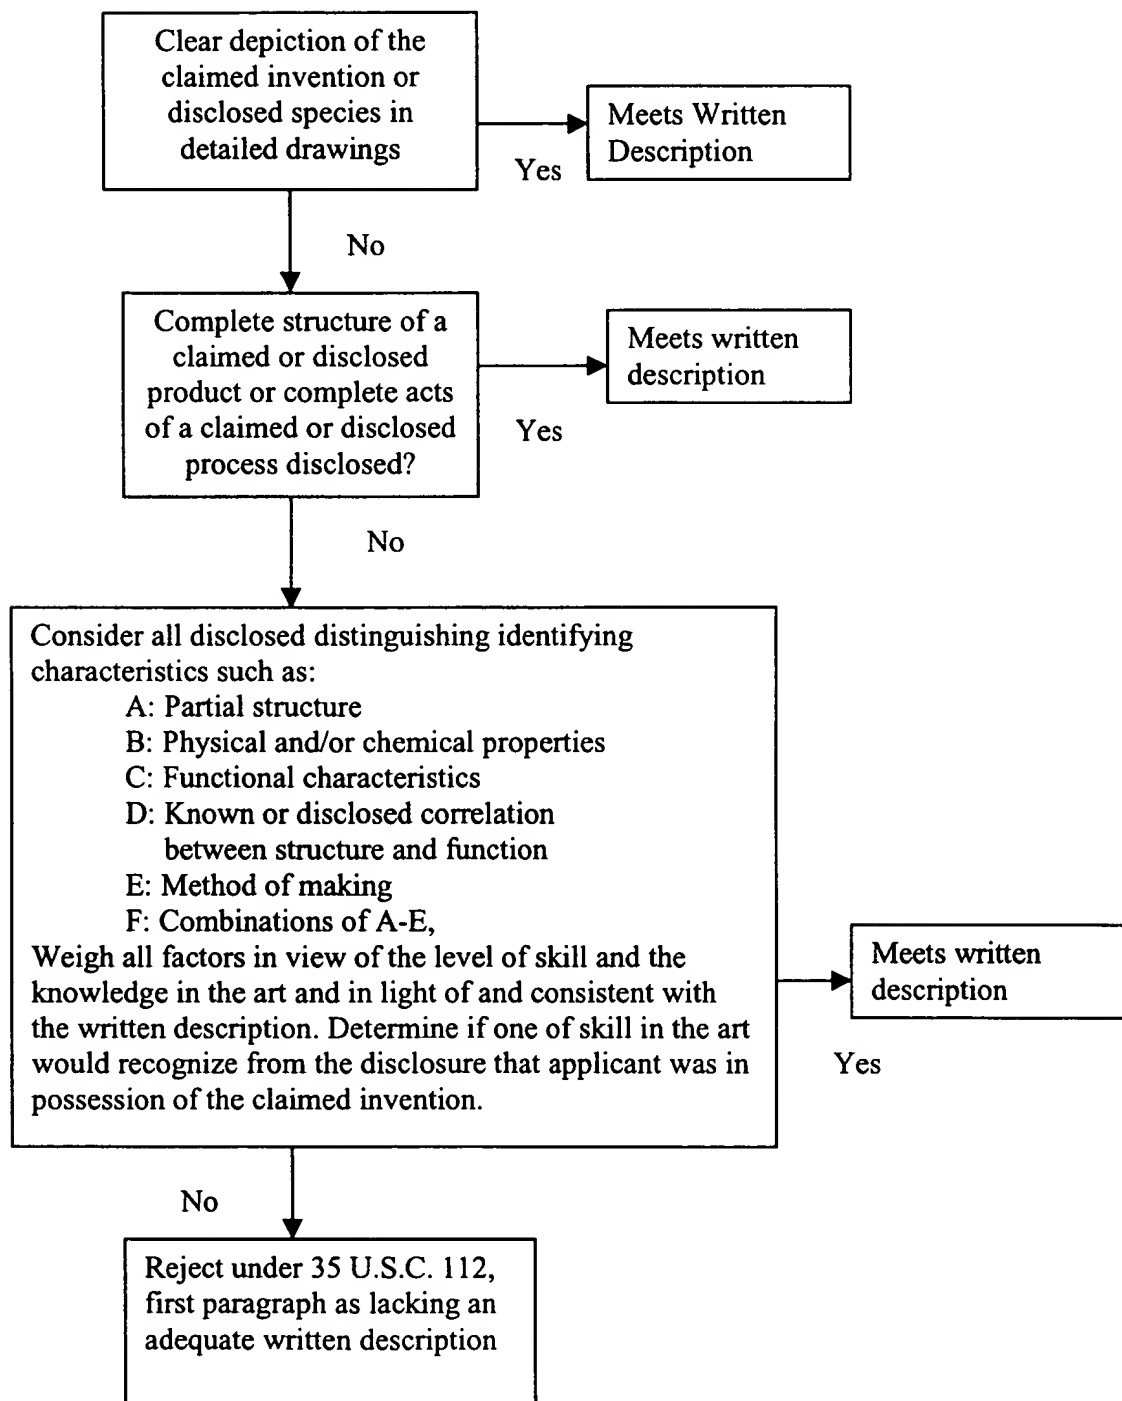 Clear depiction of the
claimed invention or
disclosed species in
detailed drawings
Meets Written
Description
Yes
No
Complete structure of a
claimed or disclosed
product or complete acts
of a claimed or disclosed
process disclosed?
Meets written
description
Yes
No
Consider all disclosed distinguishing identifying
characteristics such as:
A: Partial structure
B: Physical and/or chemical properties
C: Functional characteristics
D: Known or disclosed correlation
between structure and function
E: Method of making
F: Combinations of A-E,
Weigh all factors in view of the level of skill and the
knowledge in the art and in light of and consistent with
the written description. Determine if one of skill in the art
would recognize from the disclosure that applicant was in
possession of the claimed invention.
Meets written
description
Yes
No
Reject under 35 U.S.C. 112,
first paragraph as lacking an
adequate written description